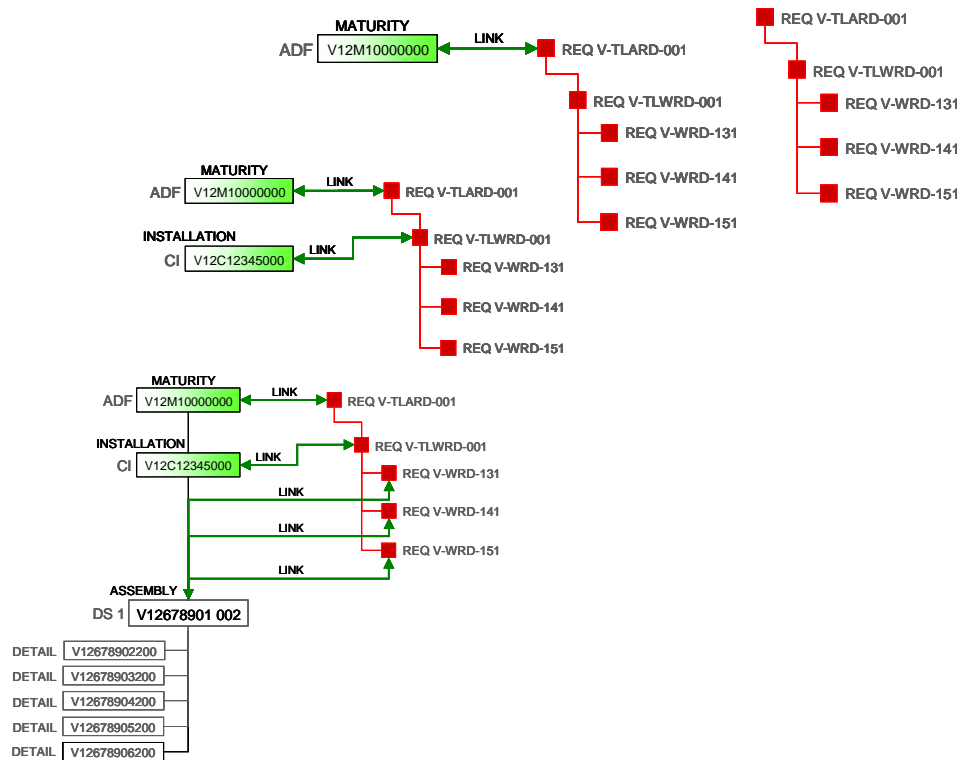 REQ V-TLARD-001
REQ V-TLWRD-001
REQ V-WRD-131
REQ V-WRD-141
REQ V-WRD-151
MATURITY
ADF V12M10000000 LINK REQ V-TLARD-001
REQ V-TLWRD-001
REQ V-WRD-131
REQ V-WRD-141
REQ V-WRD-151
MATURITY
ADF V12M10000000 LINK REQ V-TLARD-001
INSTALLATION
CI V12C12345000 LINK REQ V-TLWRD-001
REQ V-WRD-131
REQ V-WRD-141
REQ V-WRD-151
MATURITY
ADF V12M10000000 LINK REQ V-TLARD-001
INSTALLATION
CI V12C12345000 LINK REQ V-TLWRD-001
REQ V-WRD-131
LINK
REQ V-WRD-141
LINK
REQ V-WRD-151
LINK
ASSEMBLY
DS 1 V12678901 002
DETAIL V12678902200
DETAIL V12678903200
DETAIL V12678904200
DETAIL V12678905200
DETAIL V12678906200